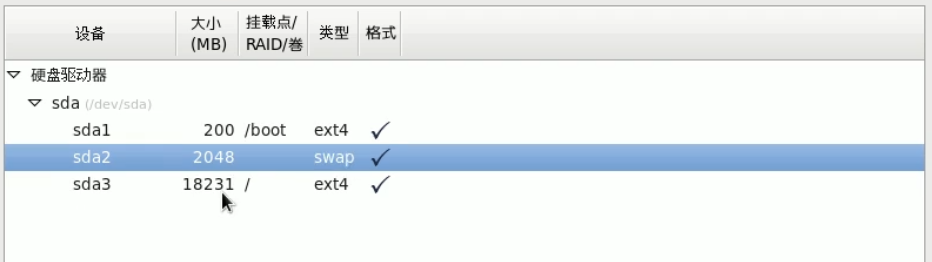 设备 大小 (MB) 挂载点/ RAID/卷 类型 格式
硬盘驱动器
sda (/dev/sda)
sda1 200 /boot ext4 ✓
sda2 2048 swap ✓
sda3 18231 / ext4 ✓